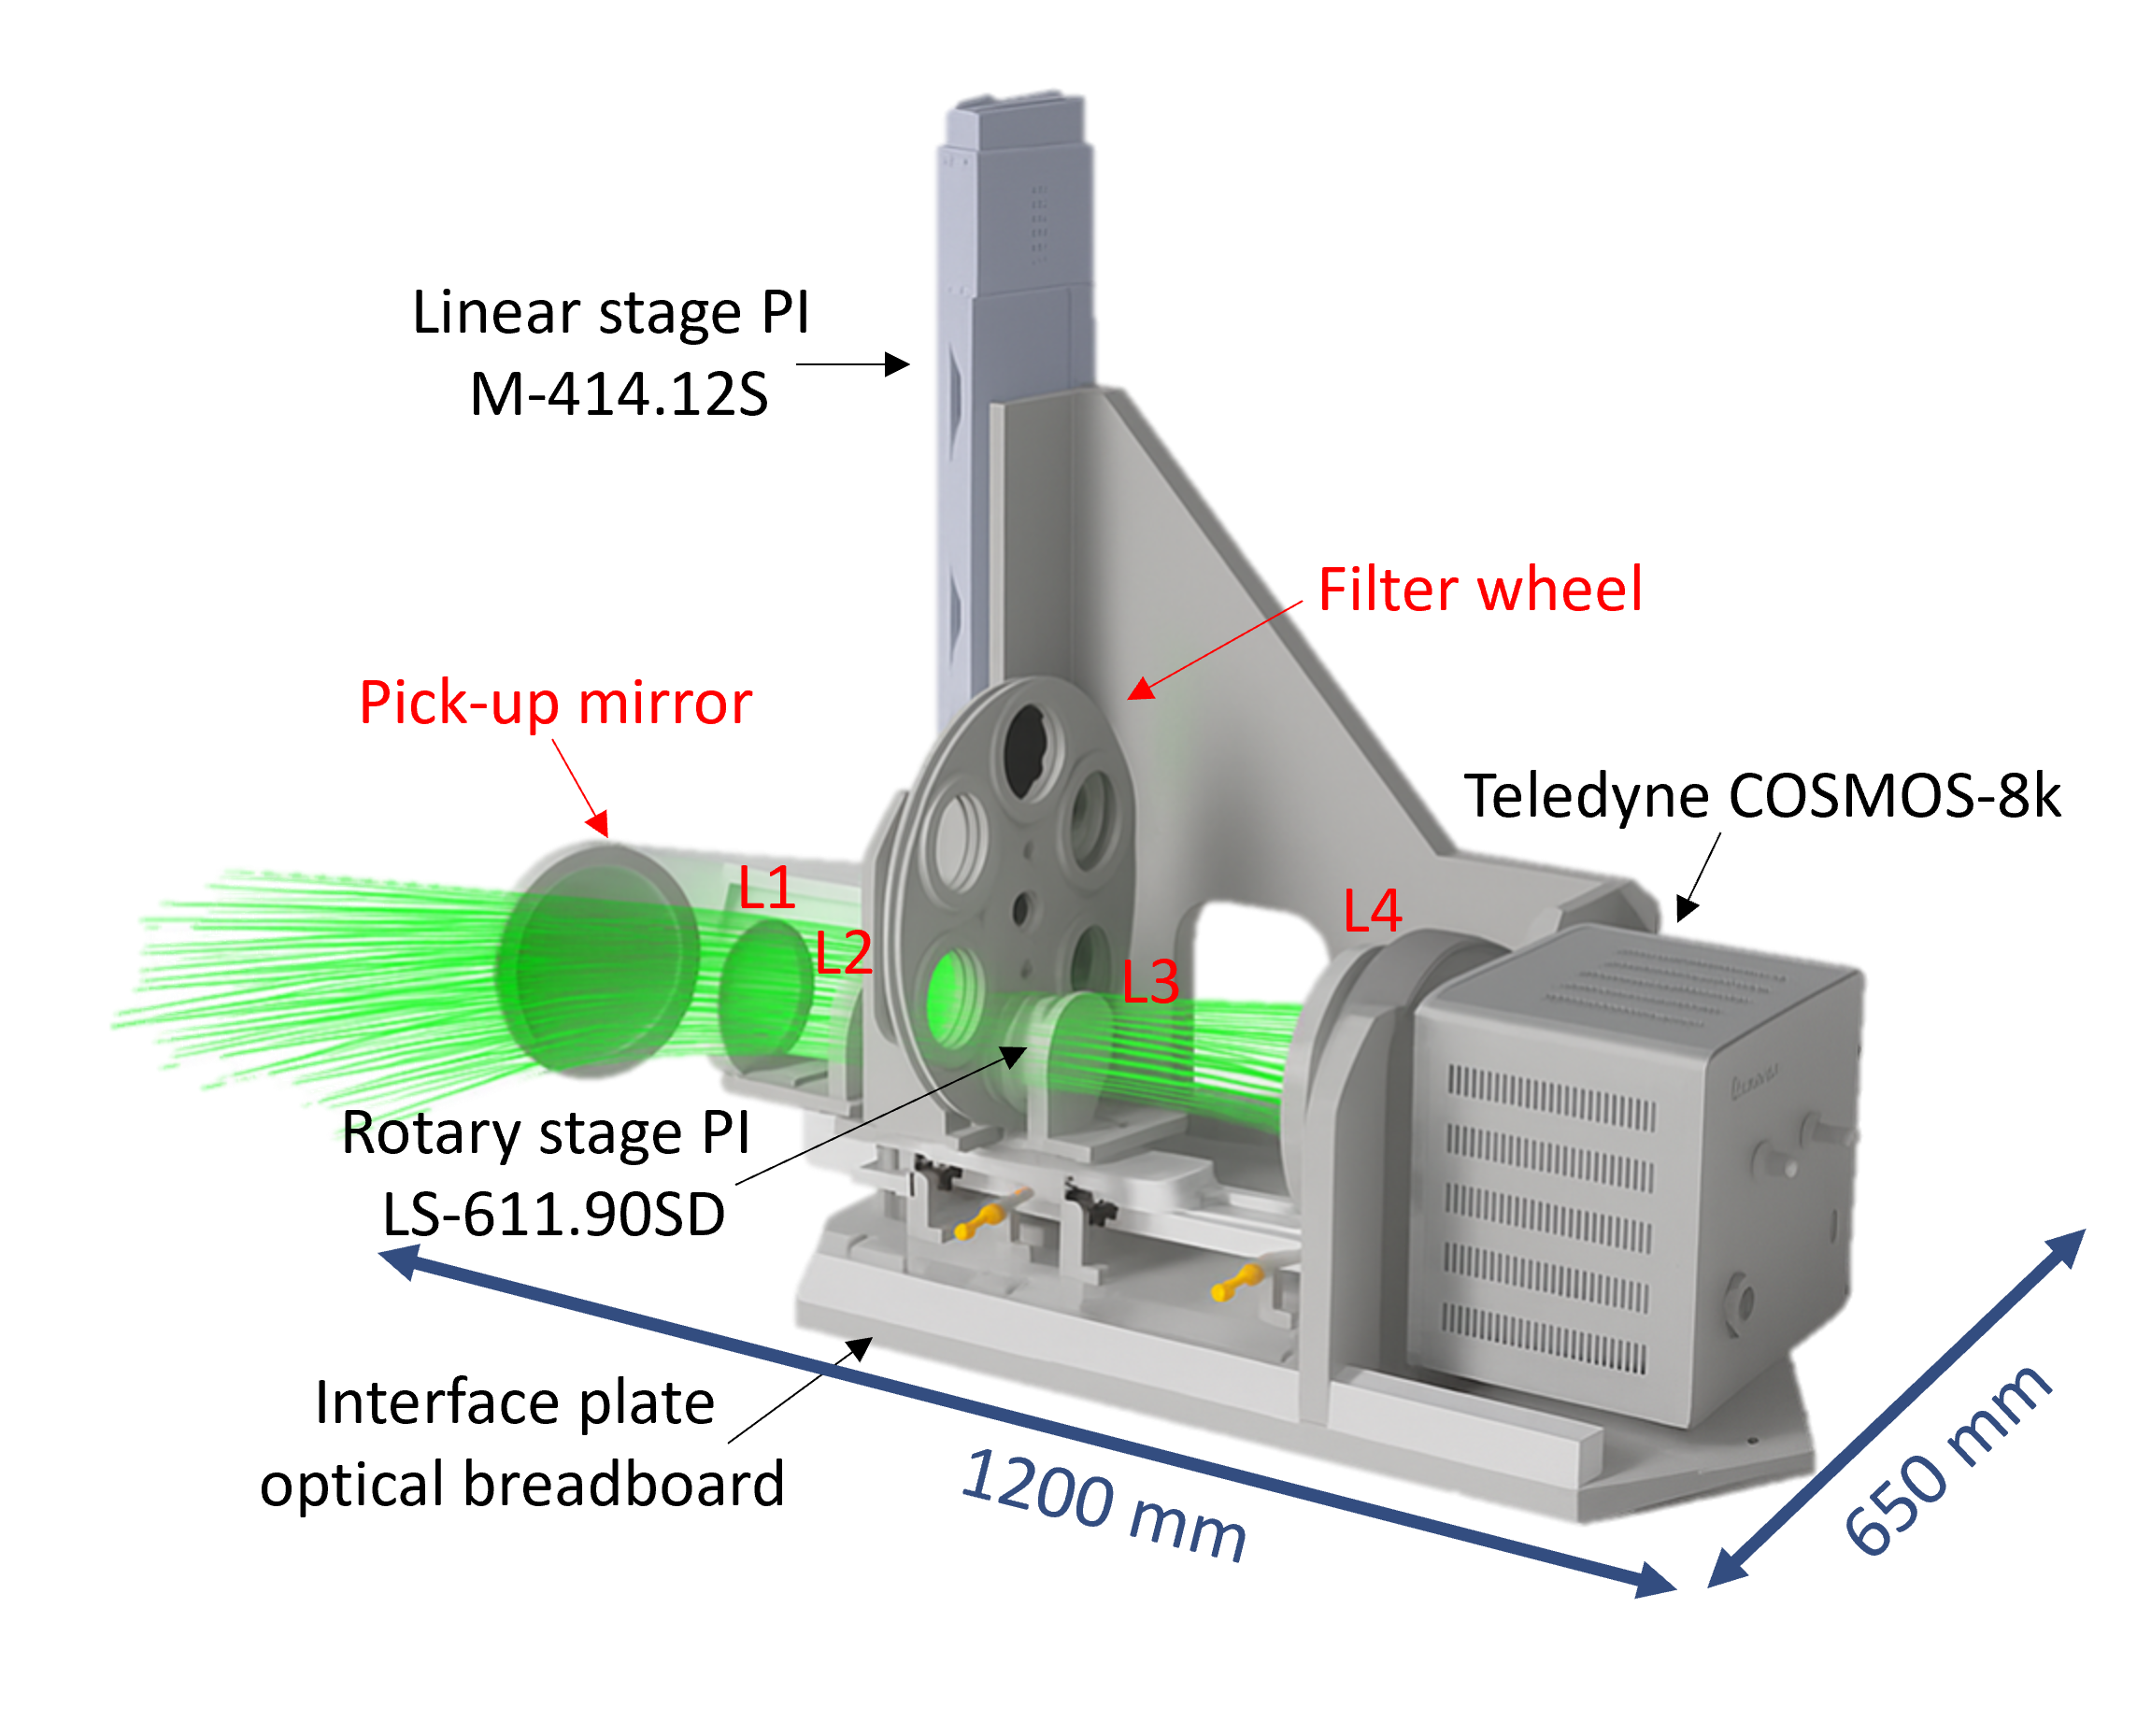 Linear stage PI
M-414.12S
Filter wheel
Pick-up mirror
Teledyne COSMOS-8k
L1
L2
L3
L4
Rotary stage PI
LS-611.90SD
Interface plate
optical breadboard
1200 mm
650 mm